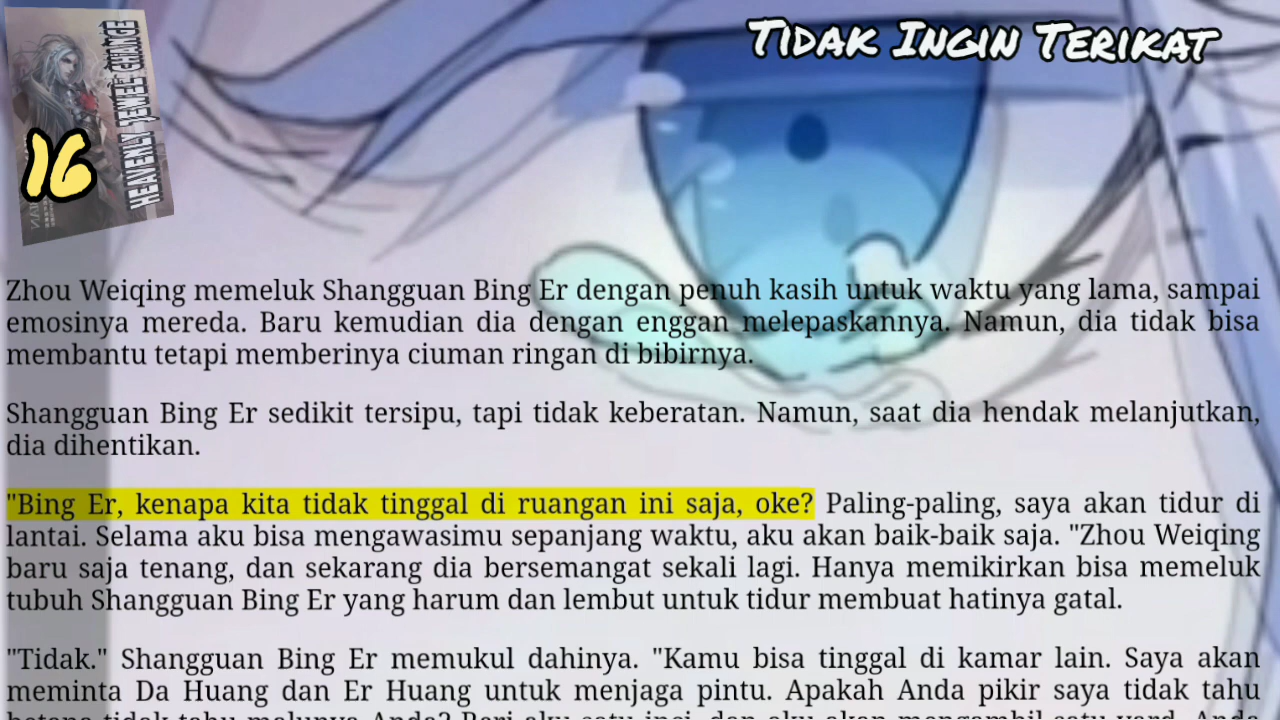 Tidak Ingin Terikat
HEAVENLY JEWEL CHANGE
16
Zhou Weiqing memeluk Shangguan Bing Er dengan penuh kasih untuk waktu yang lama, sampai
emosinya mereda. Baru kemudian dia dengan enggan melepaskannya. Namun, dia tidak bisa
membantu tetapi memberinya ciuman ringan di bibirnya.
Shangguan Bing Er sedikit tersipu, tapi tidak keberatan. Namun, saat dia hendak melanjutkan,
dia dihentikan.
"Bing Er, kenapa kita tidak tinggal di ruangan ini saja, oke? Paling-paling, saya akan tidur di
lantai. Selama aku bisa mengawasimu sepanjang waktu, aku akan baik-baik saja. "Zhou Weiqing
baru saja tenang, dan sekarang dia bersemangat sekali lagi. Hanya memikirkan bisa memeluk
tubuh Shangguan Bing Er yang harum dan lembut untuk tidur membuat hatinya gatal.
"Tidak." Shangguan Bing Er memukul dahinya. "Kamu bisa tinggal di kamar lain. Saya akan
meminta Da Huang dan Er Huang untuk menjaga pintu. Apakah Anda pikir saya tidak tahu